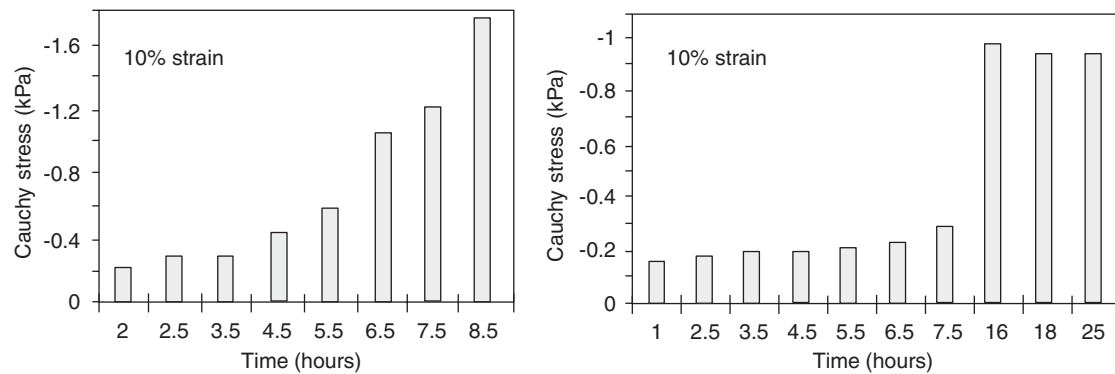 Cauchy stress (kPa)
-1.6
-1.2
-0.8
-0.4
0
10% strain
2 2.5 3.5 4.5 5.5 6.5 7.5 8.5
Time (hours)
Cauchy stress (kPa)
-1
-0.8
-0.6
-0.4
-0.2
0
10% strain
1 2.5 3.5 4.5 5.5 6.5 7.5 16 18 25
Time (hours)